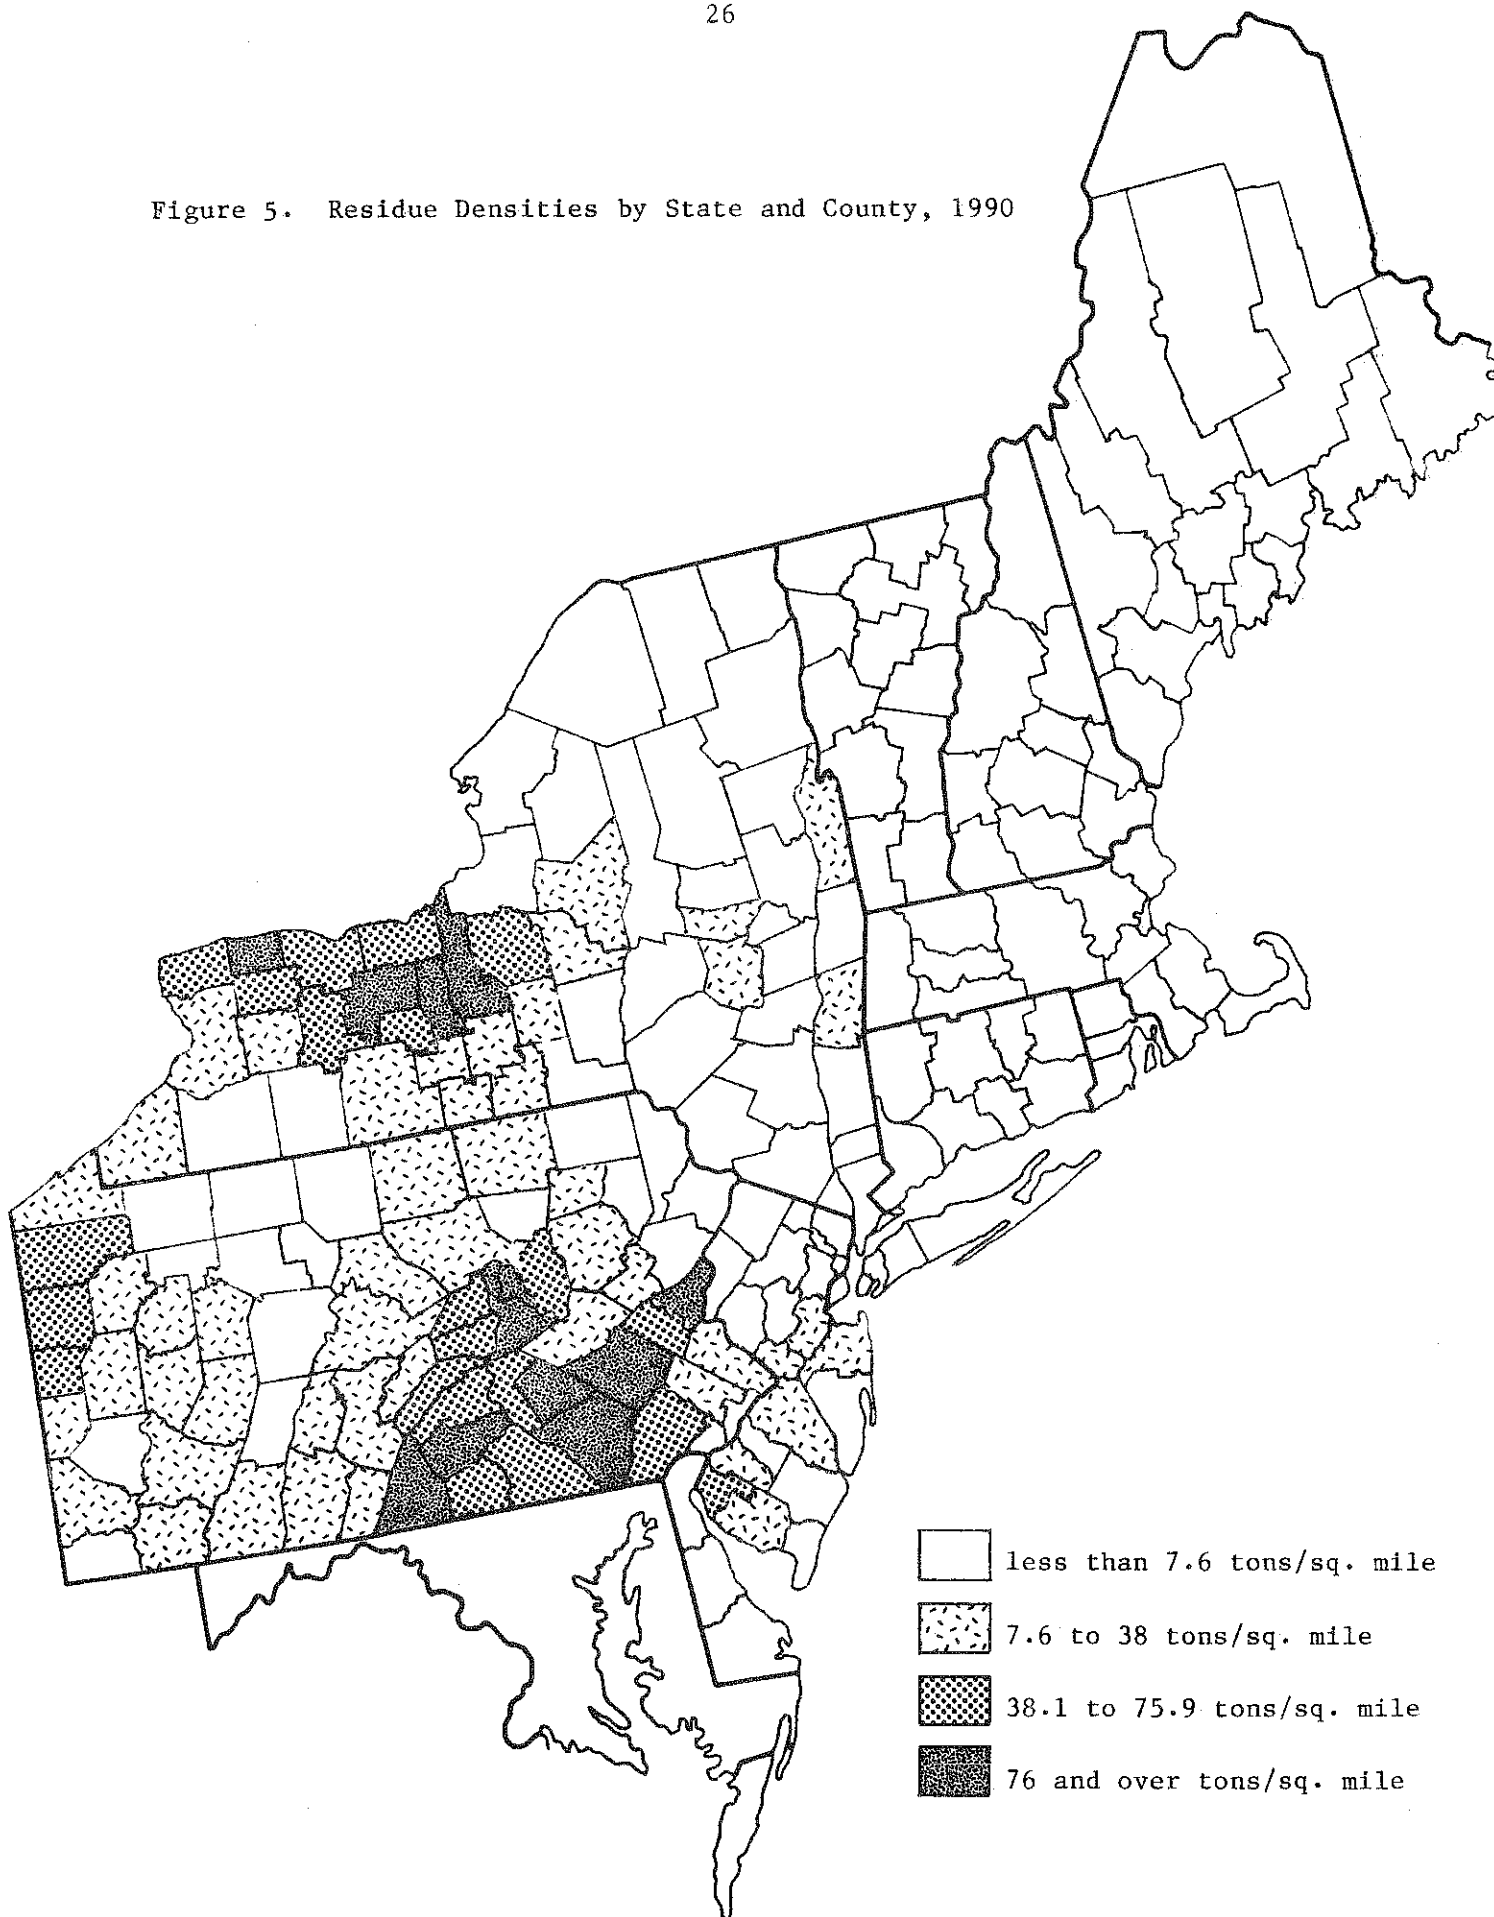 26
Figure 5. Residue Densities by State and County, 1990
less than 7.6 tons/sq. mile
7.6 to 38 tons/sq. mile
38.1 to 75.9 tons/sq. mile
76 and over tons/sq. mile